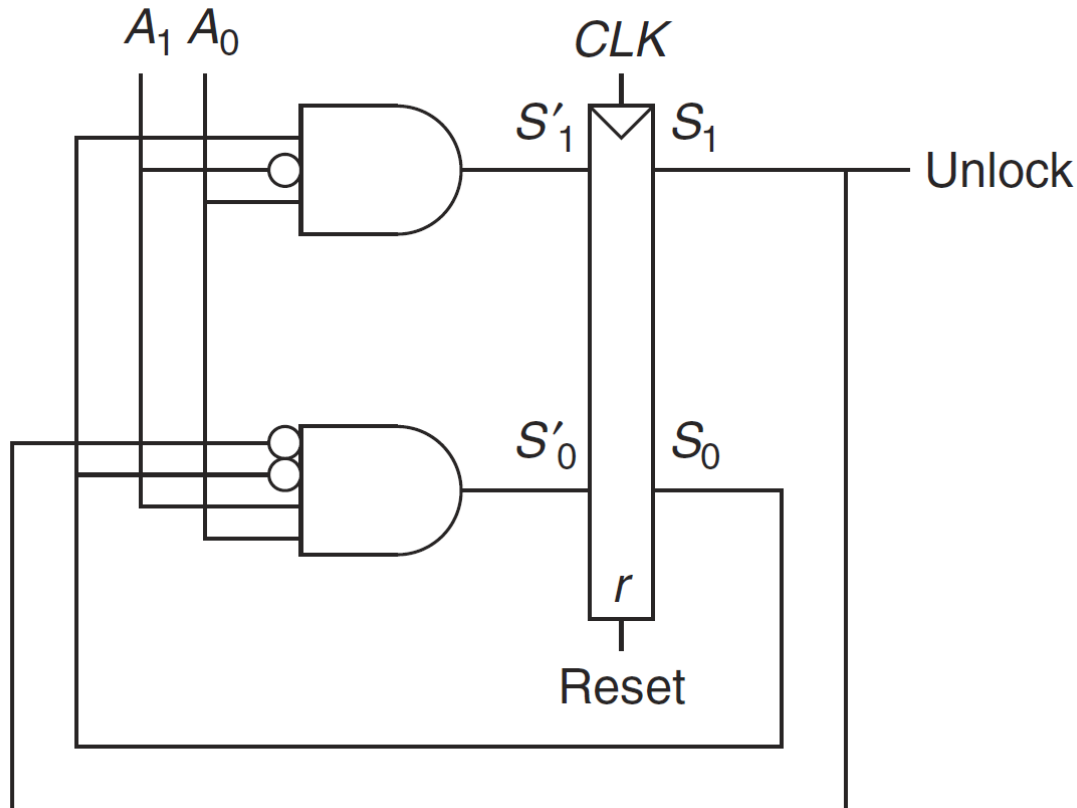 A₁ A₀ CLK
S′₁ S₁
Unlock
S′₀ S₀
r
Reset